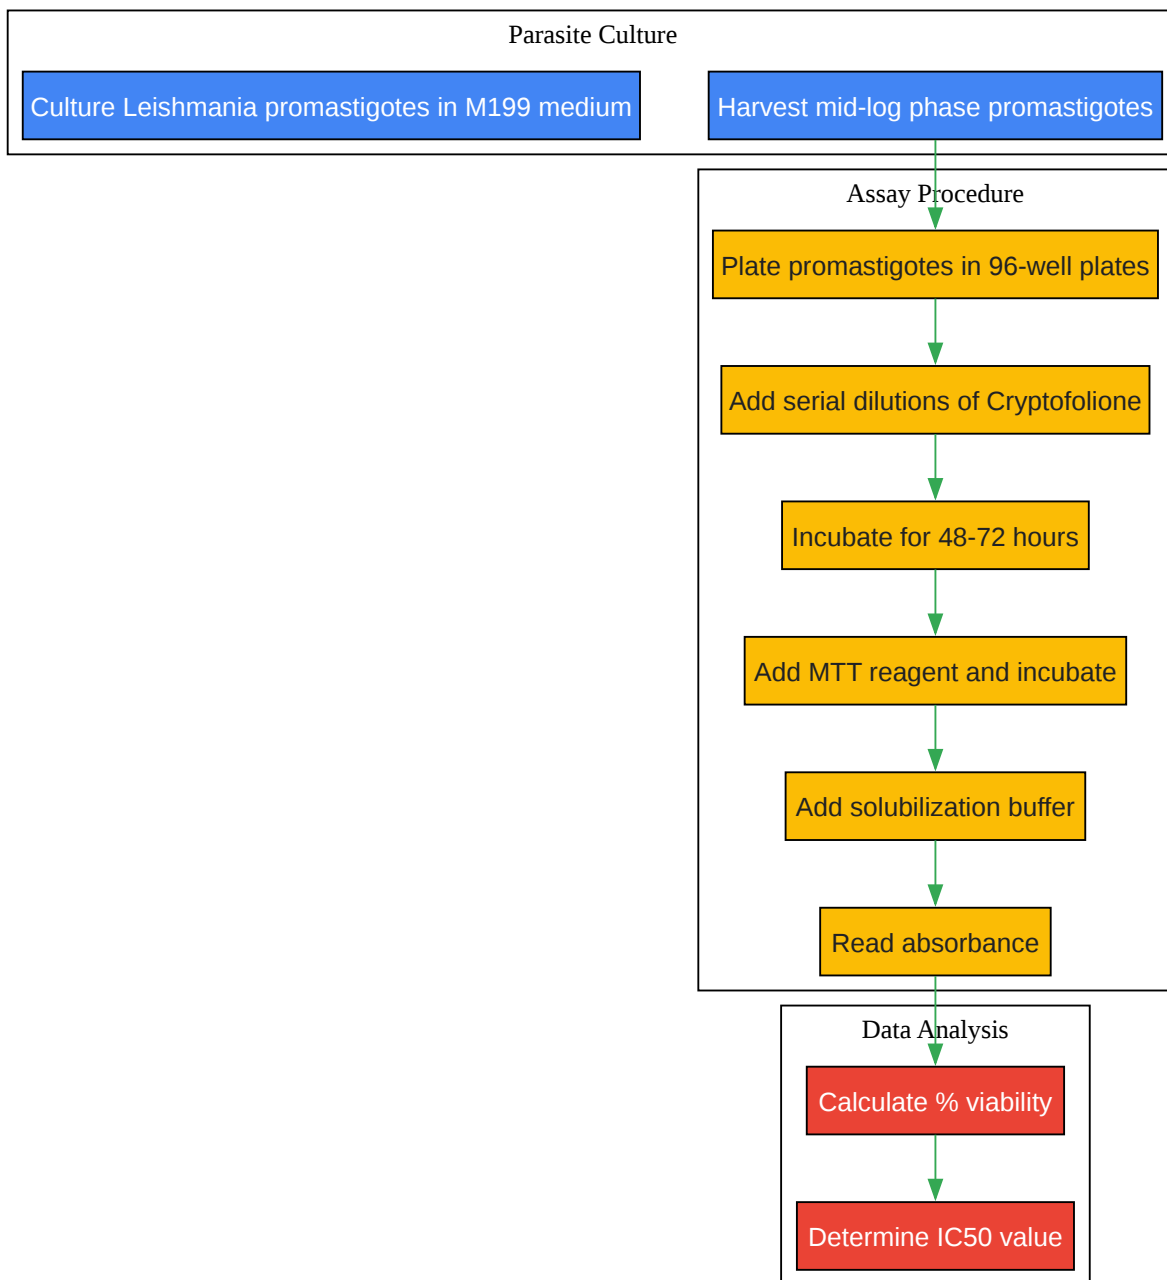 Parasite Culture
Culture Leishmania promastigotes in M199 medium
Harvest mid-log phase promastigotes
Assay Procedure
Plate promastigotes in 96-well plates
Add serial dilutions of Cryptofolione
Incubate for 48-72 hours
Add MTT reagent and incubate
Add solubilization buffer
Read absorbance
Data Analysis
Calculate % viability
Determine IC50 value